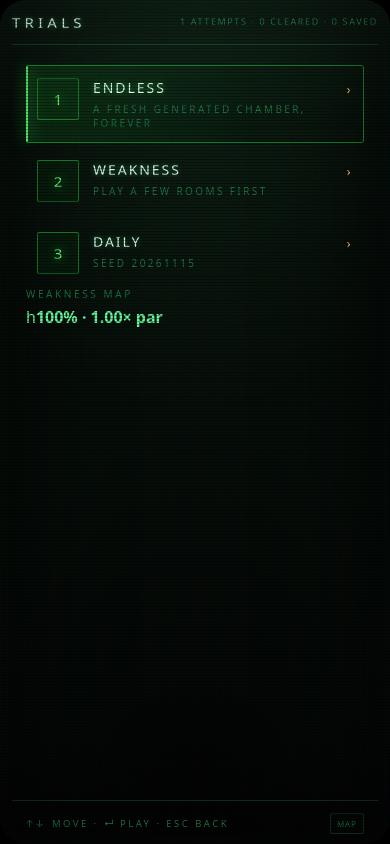 TRIALS
1 ATTEMPTS · 0 CLEARED · 0 SAVED
1
ENDLESS
›
A FRESH GENERATED CHAMBER,
FOREVER
2
WEAKNESS
›
PLAY A FEW ROOMS FIRST
3
DAILY
›
SEED 20261115
WEAKNESS MAP
h100% · 1.00× par
↑↓ MOVE · ↵ PLAY · ESC BACK
MAP